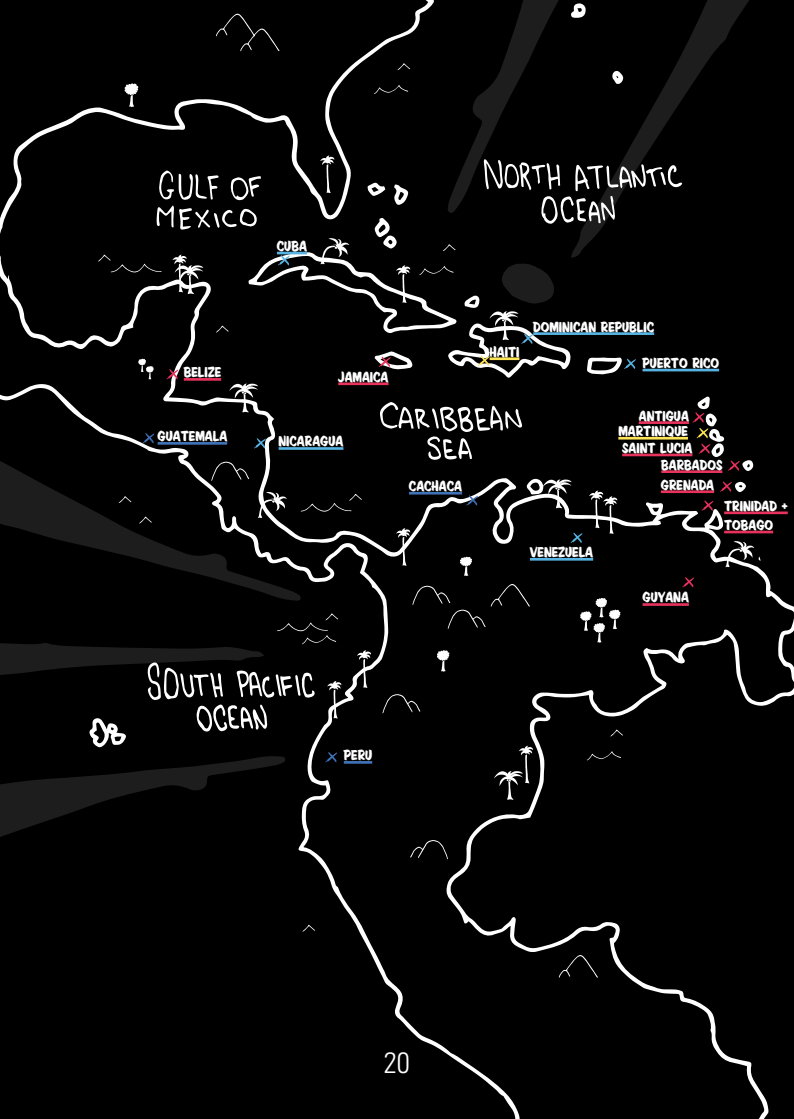 GULF OF
MEXICO
NORTH ATLANTIC
OCEAN
CUBA
DOMINICAN REPUBLIC
HAITI
PUERTO RICO
JAMAICA
BELIZE
CARIBBEAN
SEA
ANTIGUA
MARTINIQUE
SAINT LUCIA
BARBADOS
GRENADA
TRINIDAD +
TOBAGO
GUATEMALA
NICARAGUA
CACHACA
VENEZUELA
GUYANA
SOUTH PACIFIC
OCEAN
PERU
20